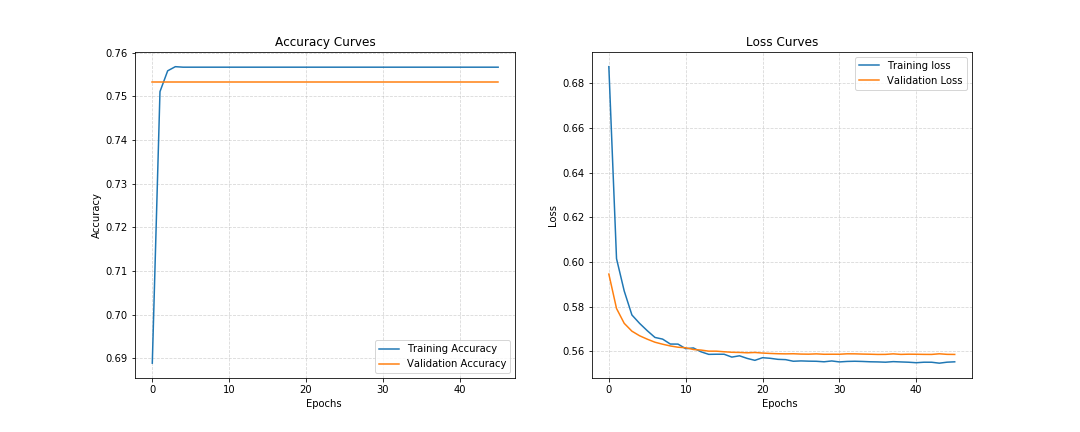 Accuracy Curves
0.76
0.75
0.74
0.73
0.72
0.71
0.70
0.69
Accuracy
0
10
20
30
40
Epochs
Training Accuracy
Validation Accuracy
Loss Curves
0.68
0.66
0.64
0.62
0.60
0.58
0.56
Loss
0
10
20
30
40
Epochs
Training loss
Validation Loss